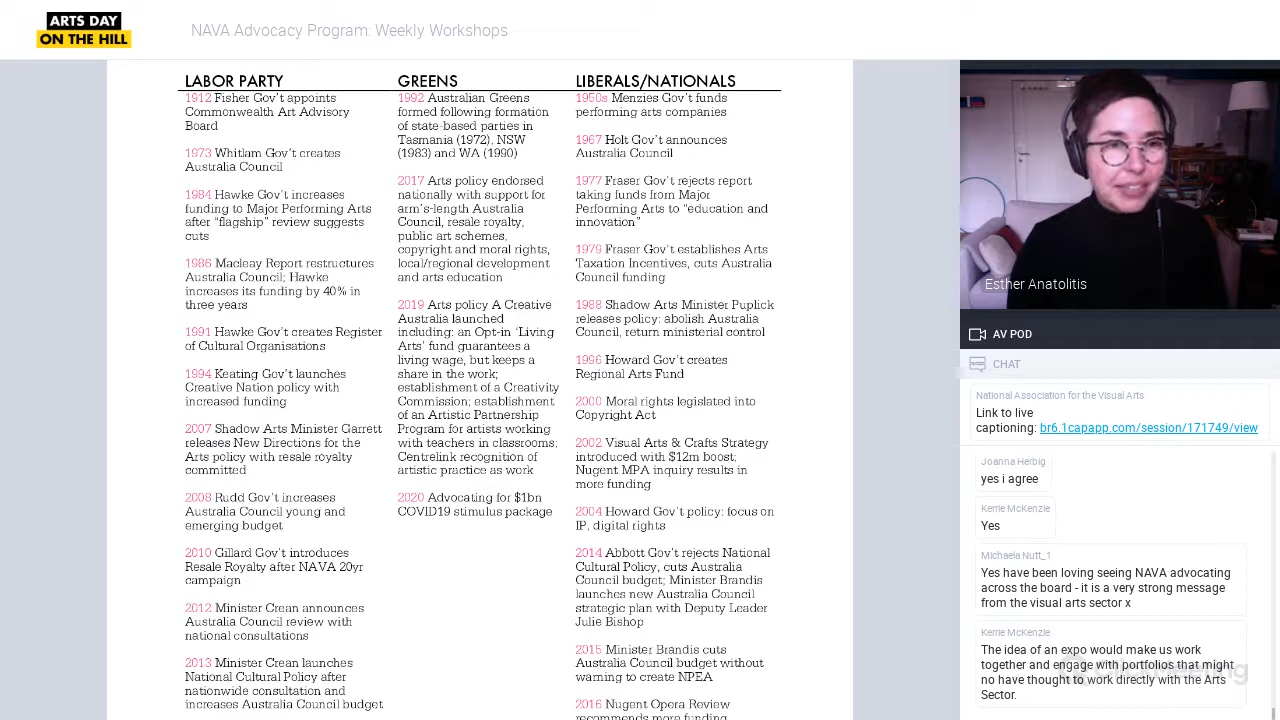 ARTS DAY
ON THE HILL
NAVA Advocacy Program: Weekly Workshops
LABOR PARTY
1912 Fisher Gov't appoints
Commonwealth Art Advisory
Board
1973 Whitlam Gov't creates
Australia Council
1984 Hawke Gov't increases
funding to Major Performing Arts
after "flagship" review suggests
cuts
1986 Macleay Report restructures
Australia Council; Hawke
increases its funding by 40% in
three years
1991 Hawke Gov't creates Register
of Cultural Organisations
1994 Keating Gov't launches
Creative Nation policy with
increased funding
2007 Shadow Arts Minister Garrett
releases New Directions for the
Arts policy with resale royalty
committed
2008 Rudd Gov't increases
Australia Council young and
emerging budget
2010 Gillard Gov't introduces
Resale Royalty after NAVA 20yr
campaign
2012 Minister Crean announces
Australia Council review with
national consultations
2013 Minister Crean launches
National Cultural Policy after
nationwide consultation and
increases Australia Council budget
GREENS
1992 Australian Greens
formed following formation
of state-based parties in
Tasmania (1972), NSW
(1983) and WA (1990)
2017 Arts policy endorsed
nationally with support for
arm's-length Australia
Council, resale royalty,
public art schemes,
copyright and moral rights,
local/regional development
and arts education
2019 Arts policy A Creative
Australia launched
including: an Opt-in 'Living
Arts' fund guarantees a
living wage, but keeps a
share in the work;
establishment of a Creativity
Commission; establishment
of an Artistic Partnership
Program for artists working
with teachers in classrooms;
Centrelink recognition of
artistic practice as work
2020 Advocating for $1bn
COVID19 stimulus package
LIBERALS/NATIONALS
1950s Menzies Gov't funds
performing arts companies
1967 Holt Gov't announces
Australia Council
1977 Fraser Gov't rejects report
taking funds from Major
Performing Arts to "education and
innovation"
1979 Fraser Gov't establishes Arts
Taxation Incentives, cuts Australia
Council funding
1988 Shadow Arts Minister Puplick
releases policy: abolish Australia
Council, return ministerial control
1996 Howard Gov't creates
Regional Arts Fund
2000 Moral rights legislated into
Copyright Act
2002 Visual Arts & Crafts Strategy
introduced with $12m boost;
Nugent MPA inquiry results in
more funding
2004 Howard Gov't policy: focus on
IP, digital rights
2014 Abbott Gov't rejects National
Cultural Policy, cuts Australia
Council budget; Minister Brandis
launches new Australia Council
strategic plan with Deputy Leader
Julie Bishop
2015 Minister Brandis cuts
Australia Council budget without
warning to create NPEA
2016 Nugent Opera Review
recommends more funding
Esther Anatolitis
AV POD
CHAT
National Association for the Visual Arts
Link to live
captioning: br6.1capapp.com/session/171749/view
Joanna Herbig
yes i agree
Kerrie McKenzie
Yes
Michaela Nutt_1
Yes have been loving seeing NAVA advocating
across the board - it is a very strong message
from the visual arts sector x
Kerrie McKenzie
The idea of an expo would make us work
together and engage with portfolios that might
no have thought to work directly with the Arts
Sector.
ClickMeeting